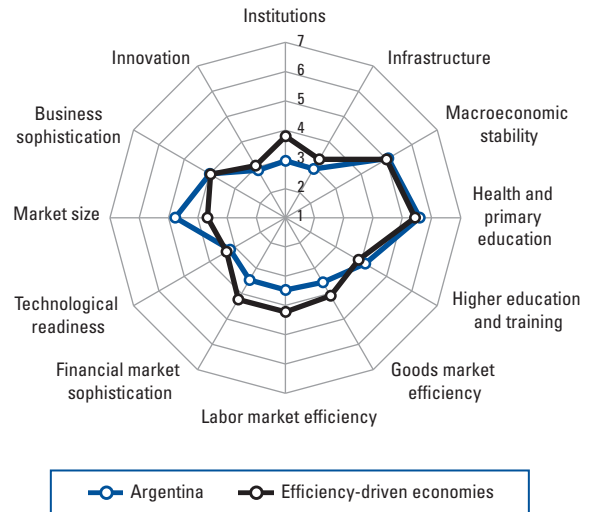 Institutions
7
6
5
4
3
2
1
Infrastructure
Macroeconomic
stability
Health and
primary
education
Higher education
and training
Goods market
efficiency
Labor market efficiency
Financial market
sophistication
Technological
readiness
Market size
Business
sophistication
Innovation
Argentina
Efficiency-driven economies